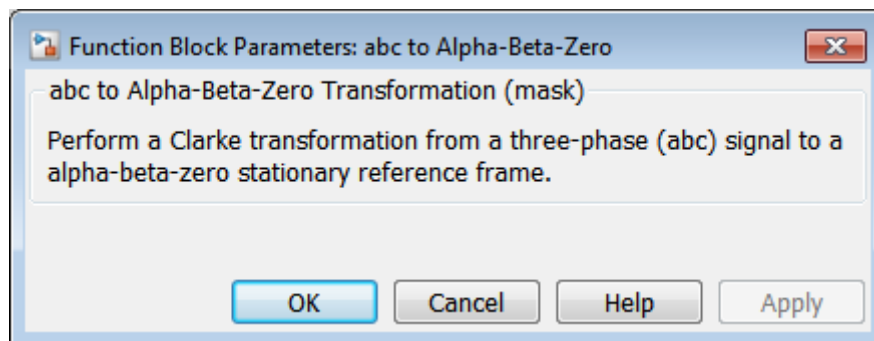 Function Block Parameters: abc to Alpha-Beta-Zero
abc to Alpha-Beta-Zero Transformation (mask)
Perform a Clarke transformation from a three-phase (abc) signal to a
alpha-beta-zero stationary reference frame.
OK Cancel Help Apply